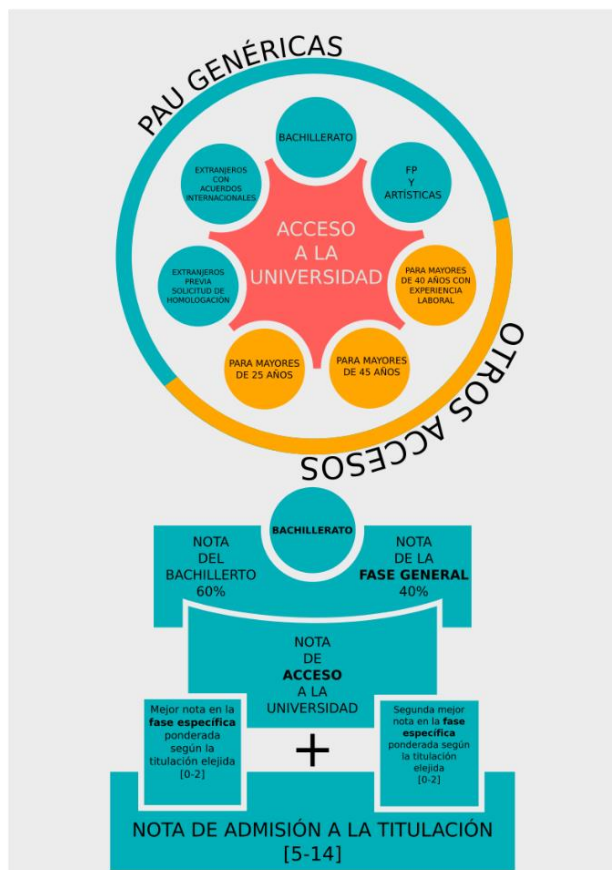 PAU GENÉRICAS
BACHILLERATO
EXTRANJEROS
CON
ACUERDOS
INTERNACIONALES
FP
Y
ARTÍSTICAS
ACCESO
A LA
UNIVERSIDAD
EXTRANJEROS
PREVIA
SOLICITUD DE
HOMOLOGACIÓN
PARA MAYORES
DE 40 AÑOS CON
EXPERIENCIA
LABORAL
PARA MAYORES
DE 25 AÑOS
PARA MAYORES
DE 45 AÑOS
OTROS ACCESOS
BACHILLERATO
NOTA
DEL
BACHILLERTO
60%
NOTA
DE LA
FASE GENERAL
40%
NOTA
DE
ACCESO
A LA
UNIVERSIDAD
Mejor nota en la
fase específica
ponderada
según la
titulación elejida
[0-2]
+
Segunda mejor
nota en la fase
específica
ponderada según
la titulación
elejida
[0-2]
NOTA DE ADMISIÓN A LA TITULACIÓN
[5-14]